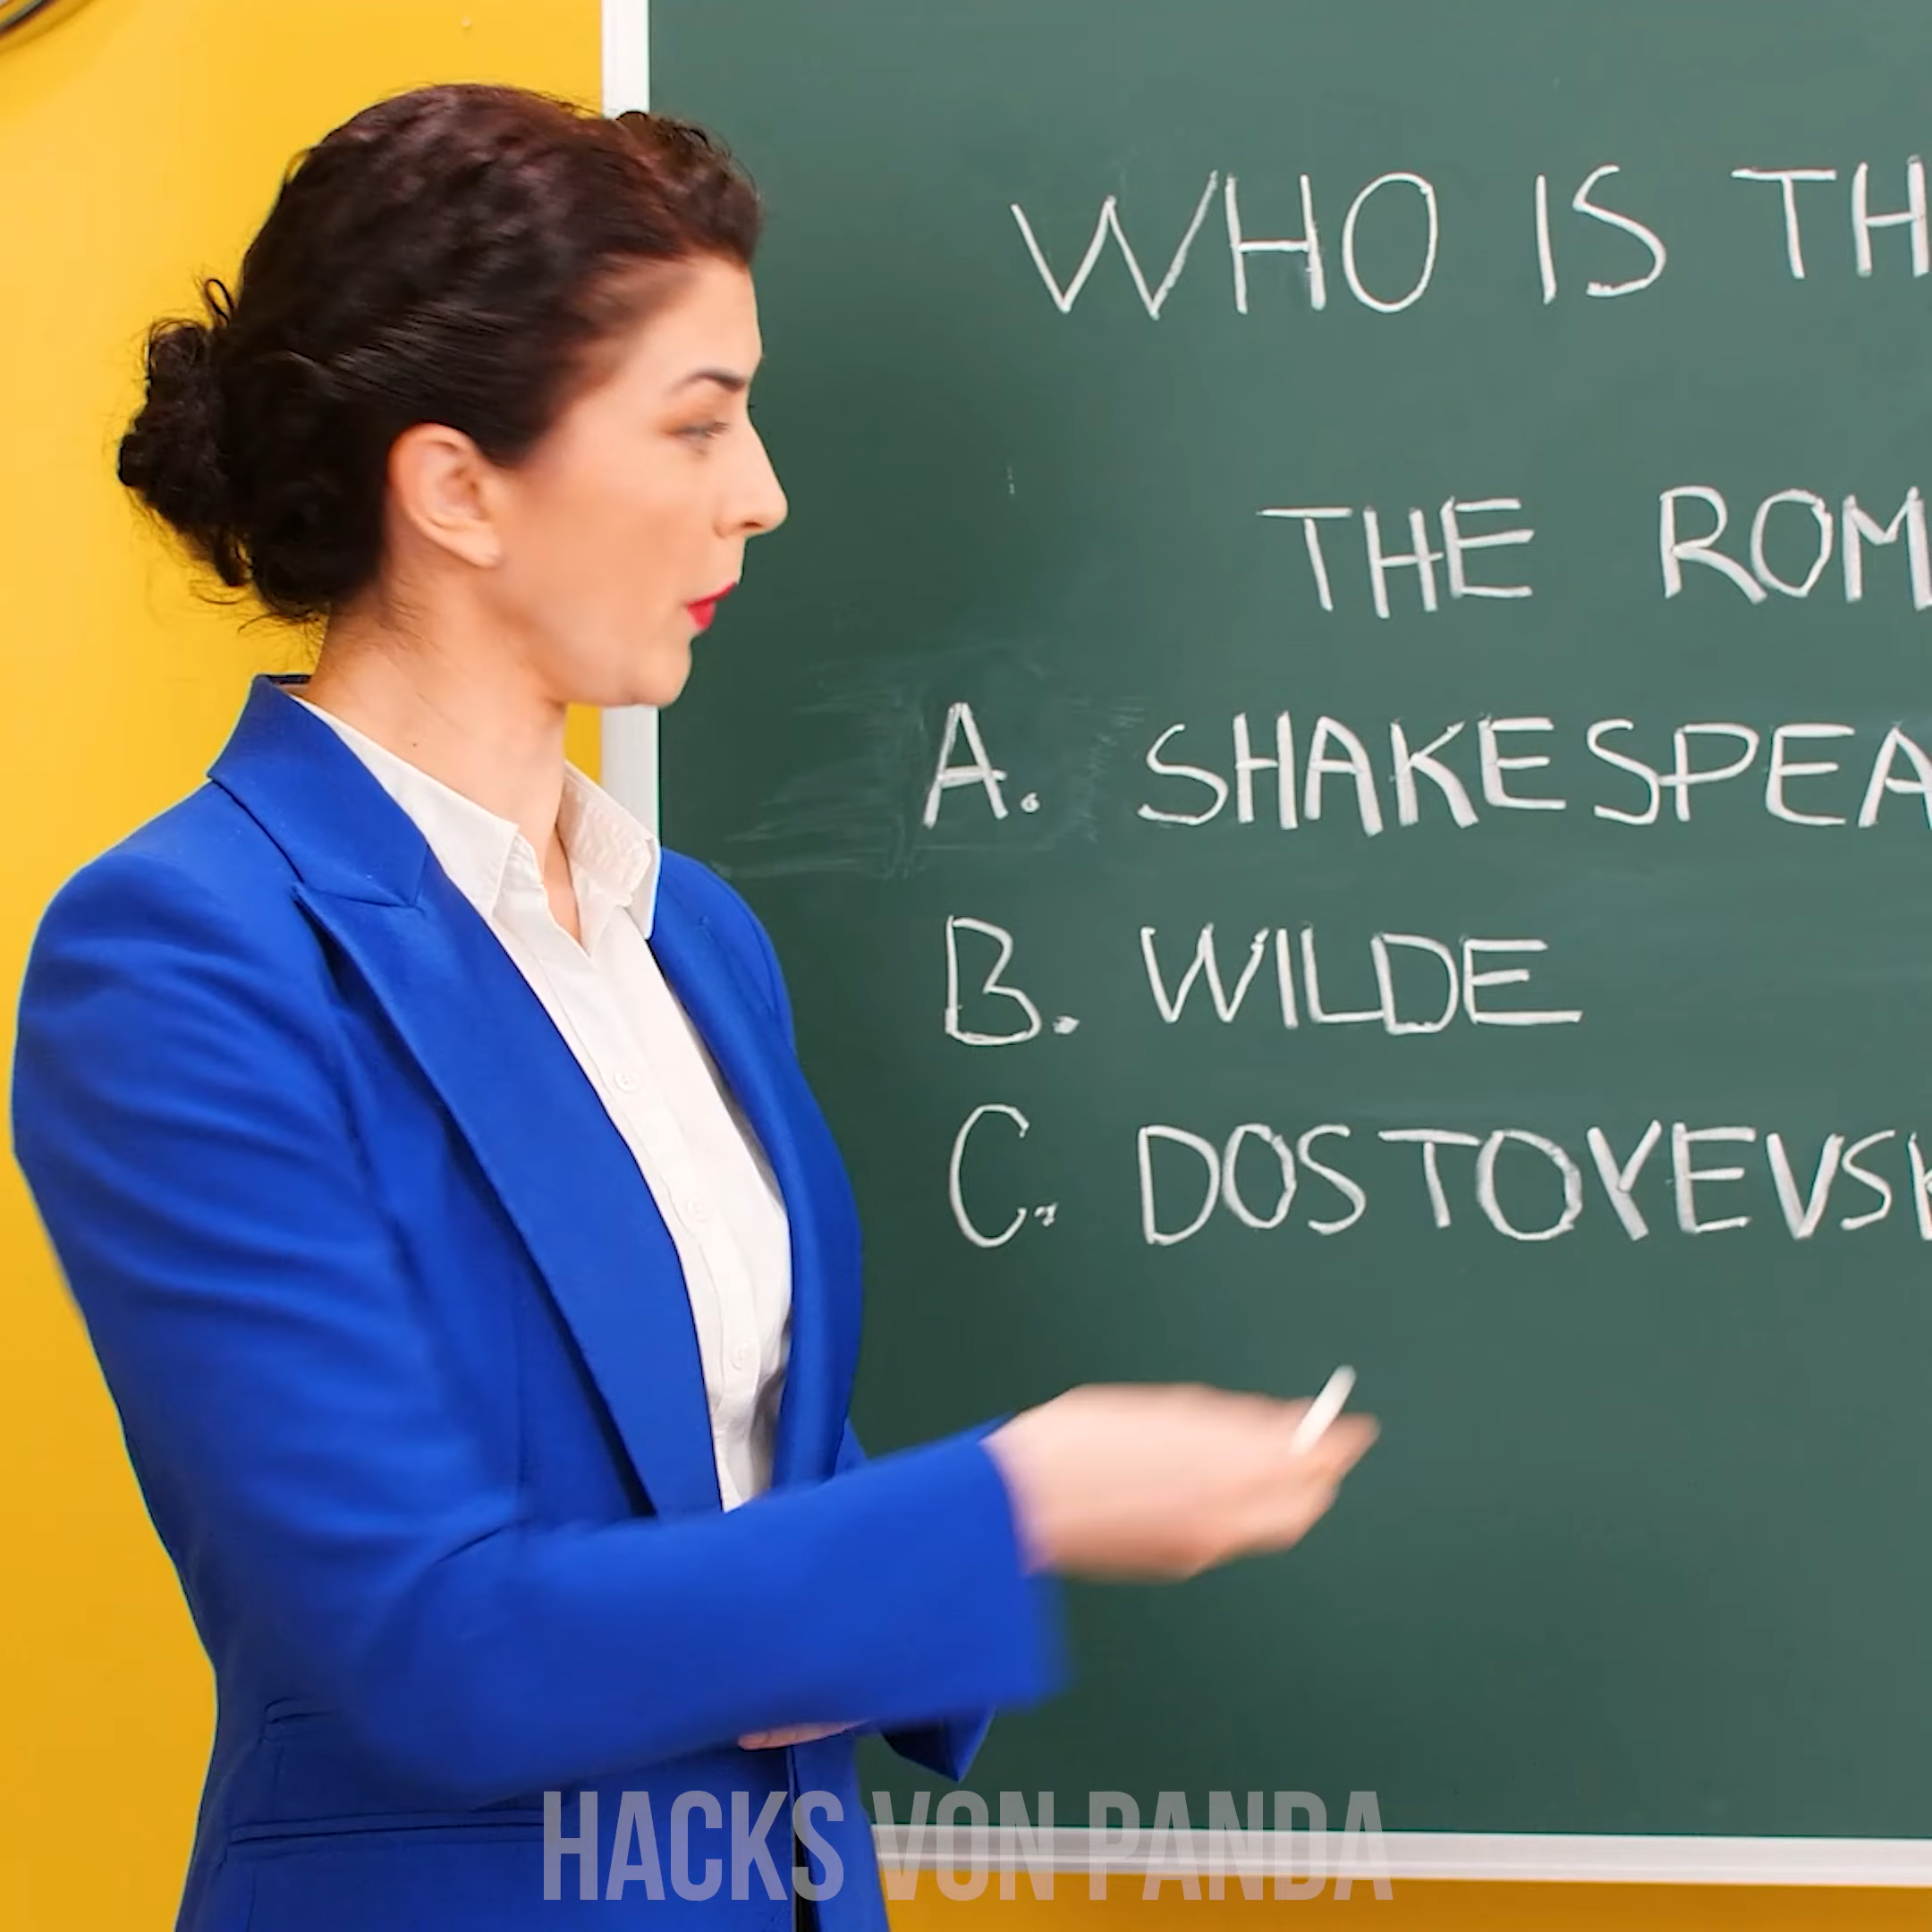 WHO IS TH
THE ROM
A. SHAKESPEA
B. WILDE
C. DOSTOYEVSK
HACKS VON PANDA